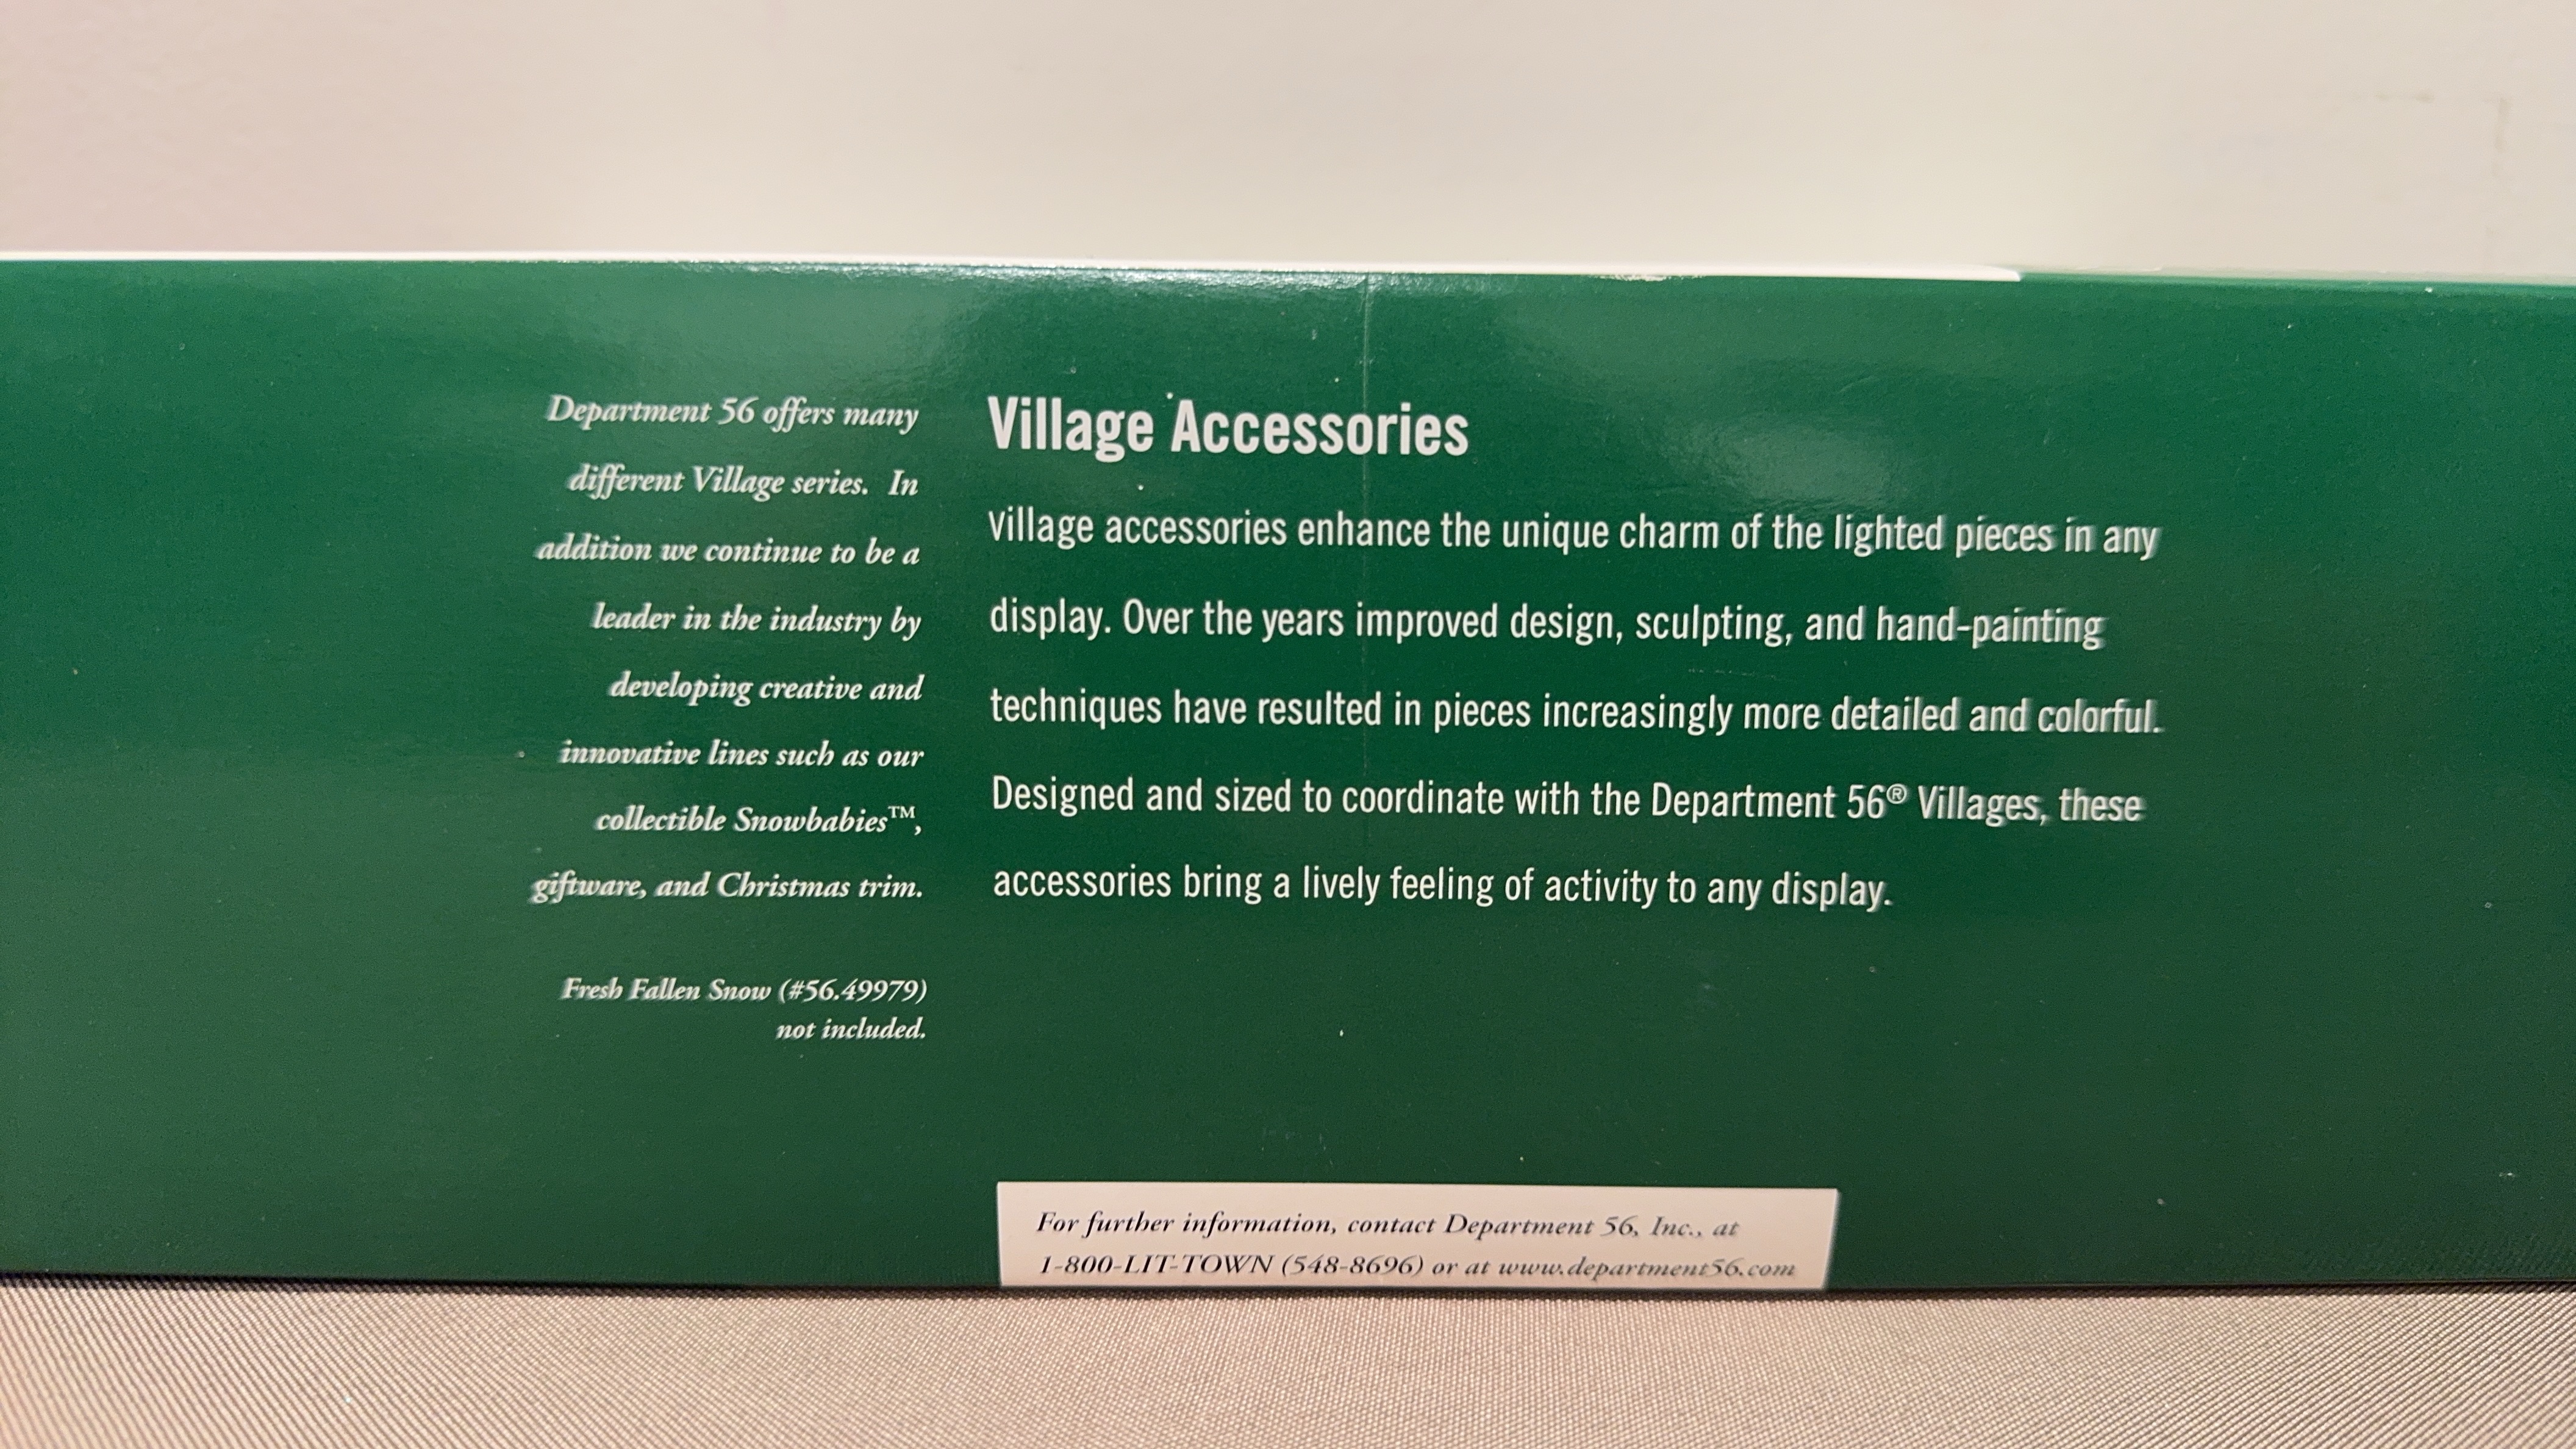 Department 56 offers many
different Village series. In
addition we continue to be a
leader in the industry by
developing creative and
innovative lines such as our
collectible Snowbabies™,
giftware, and Christmas trim.
Fresh Fallen Snow (#56.49979)
not included.
Village Accessories
Village accessories enhance the unique charm of the lighted pieces in any
display. Over the years improved design, sculpting, and hand-painting
techniques have resulted in pieces increasingly more detailed and colorful.
Designed and sized to coordinate with the Department 56® Villages, these
accessories bring a lively feeling of activity to any display.
For further information, contact Department 56, Inc., at
1-800-LIT-TOWN (548-8696) or at www.department56.com